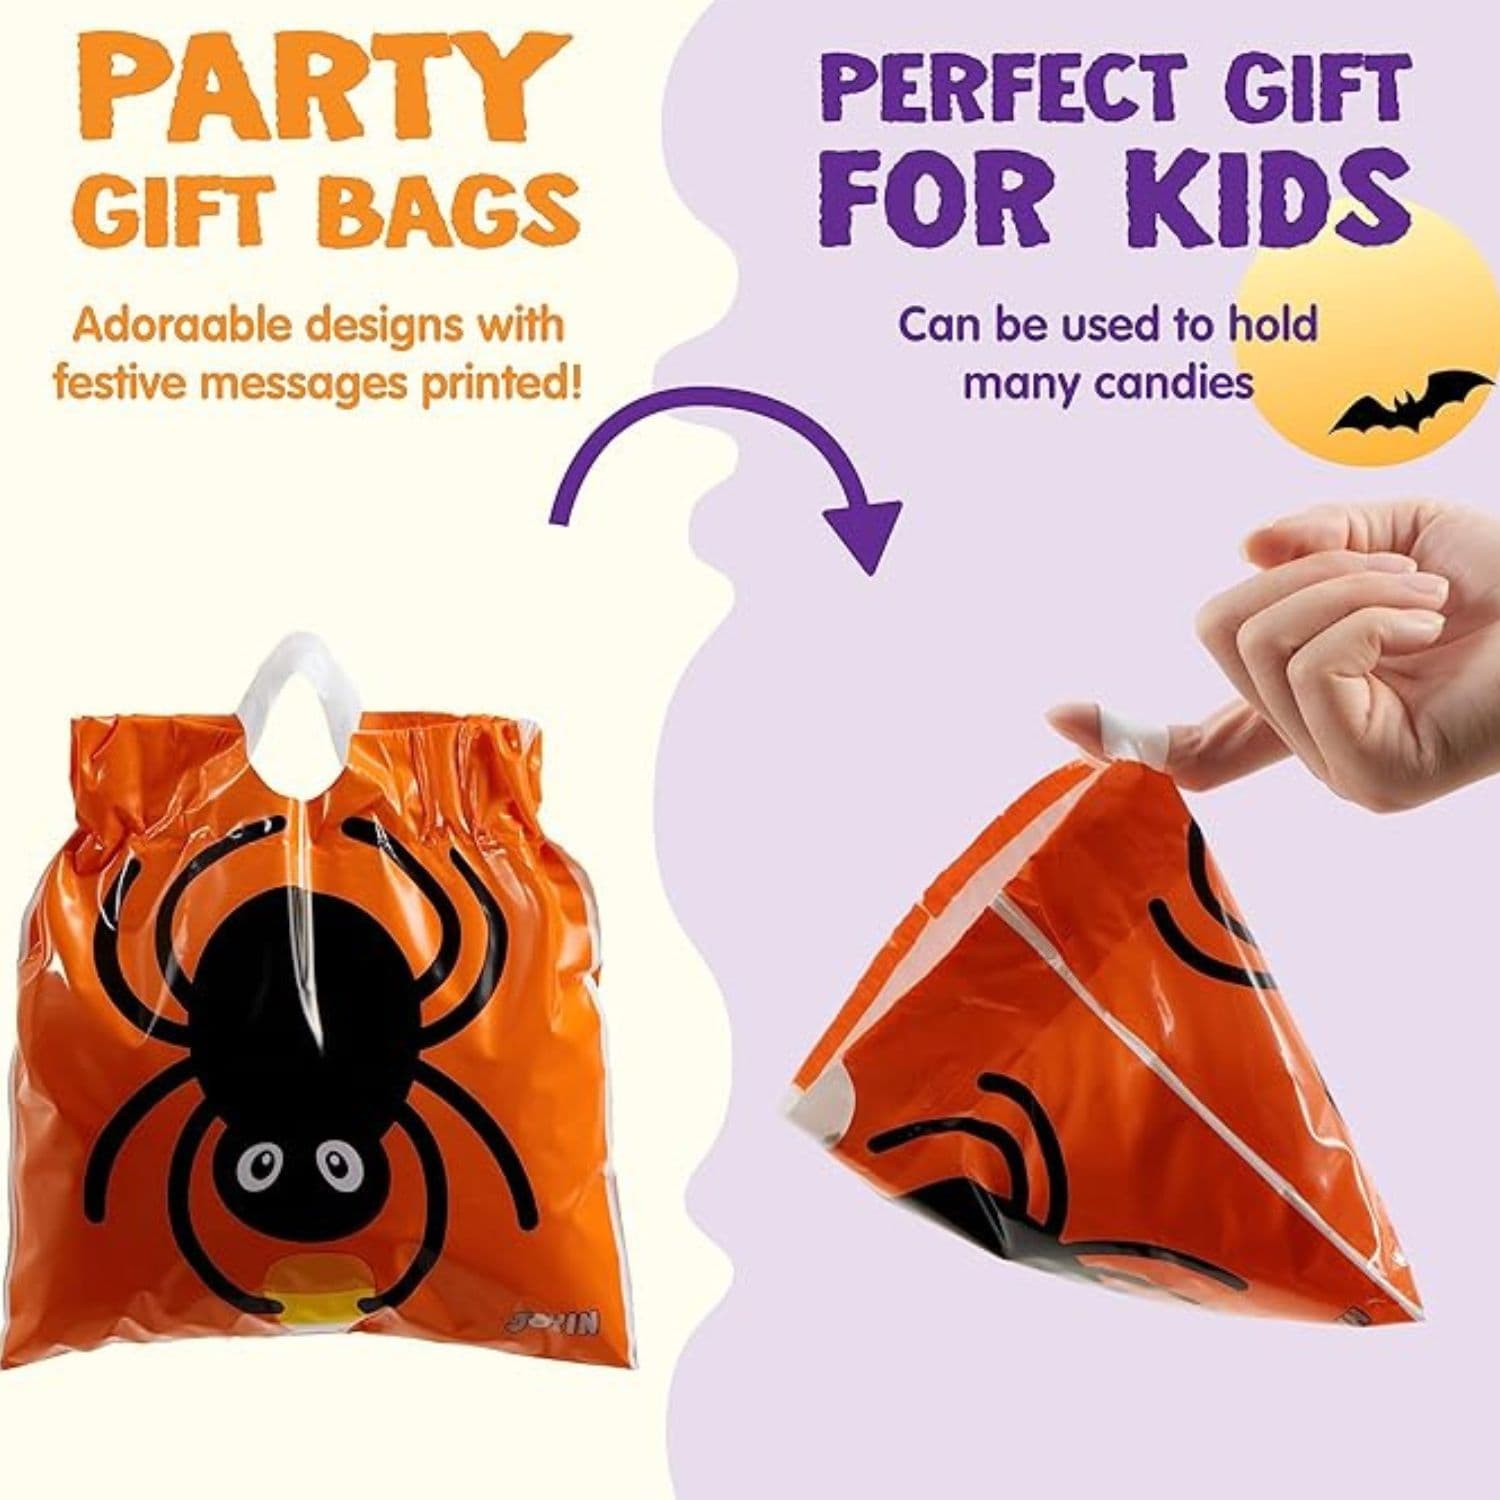 PARTY
GIFT BAGS
Adoraable designs with
festive messages printed!
PERFECT GIFT
FOR KIDS
Can be used to hold
many candies